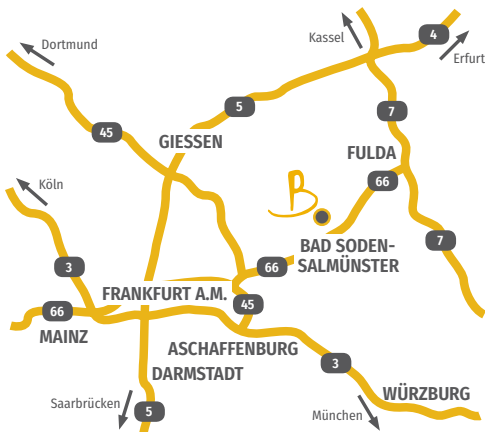 Kassel
4
Dortmund
Erfurt
5
7
45
GIESSEN
FULDA
66
Köln
B
7
BAD SODEN-
SALMÜNSTER
3
66
FRANKFURT A.M.
45
66
MAINZ
ASCHAFFENBURG
3
DARMSTADT
WÜRZBURG
Saarbrücken
5
München